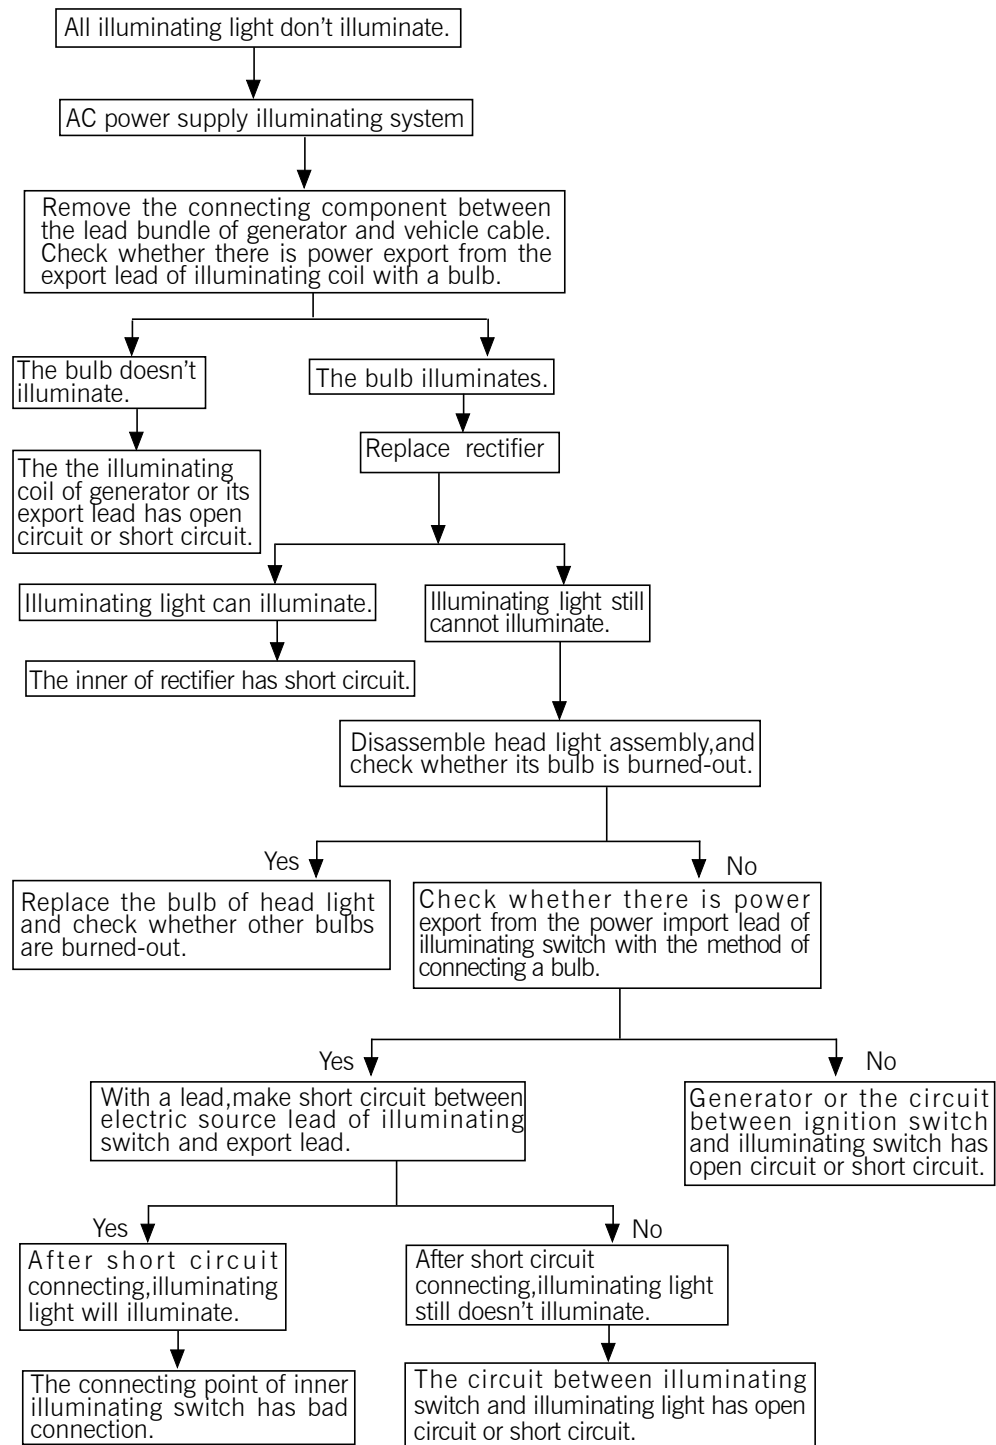 All illuminating light don't illuminate.
AC power supply illuminating system
Remove the connecting component between
the lead bundle of generator and vehicle cable.
Check whether there is power export from the
export lead of illuminating coil with a bulb.
The bulb doesn't
illuminate.
The bulb illuminates.
Replace rectifier
The the illuminating
coil of generator or its
export lead has open
circuit or short circuit.
Illuminating light can illuminate.
Illuminating light still
cannot illuminate.
The inner of rectifier has short circuit.
Disassemble head light assembly,and
check whether its bulb is burned-out.
Yes
No
Replace the bulb of head light
and check whether other bulbs
are burned-out.
Check whether there is power
export from the power import lead of
illuminating switch with the method of
connecting a bulb.
Yes
No
With a lead,make short circuit between
electric source lead of illuminating
switch and export lead.
Generator or the circuit
between ignition switch
and illuminating switch has
open circuit or short circuit.
Yes
No
After short circuit
connecting,illuminating
light will illuminate.
After short circuit
connecting,illuminating light
still doesn't illuminate.
The connecting point of inner
illuminating switch has bad
connection.
The circuit between illuminating
switch and illuminating light has open
circuit or short circuit.